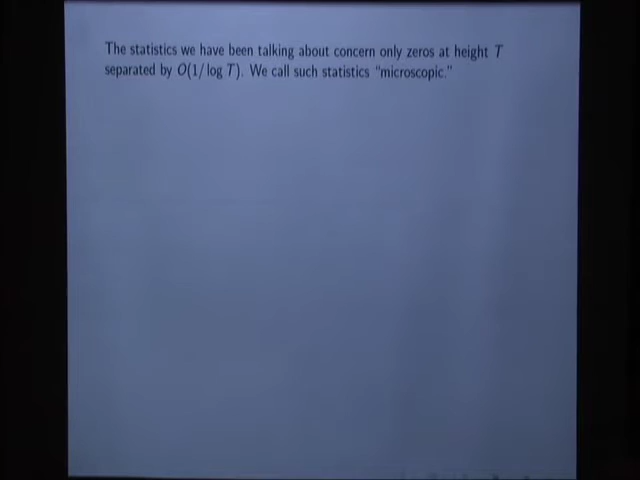 The statistics we have been talking about concern only zeros at height T
separated by O(1/ log T). We call such statistics “microscopic.”